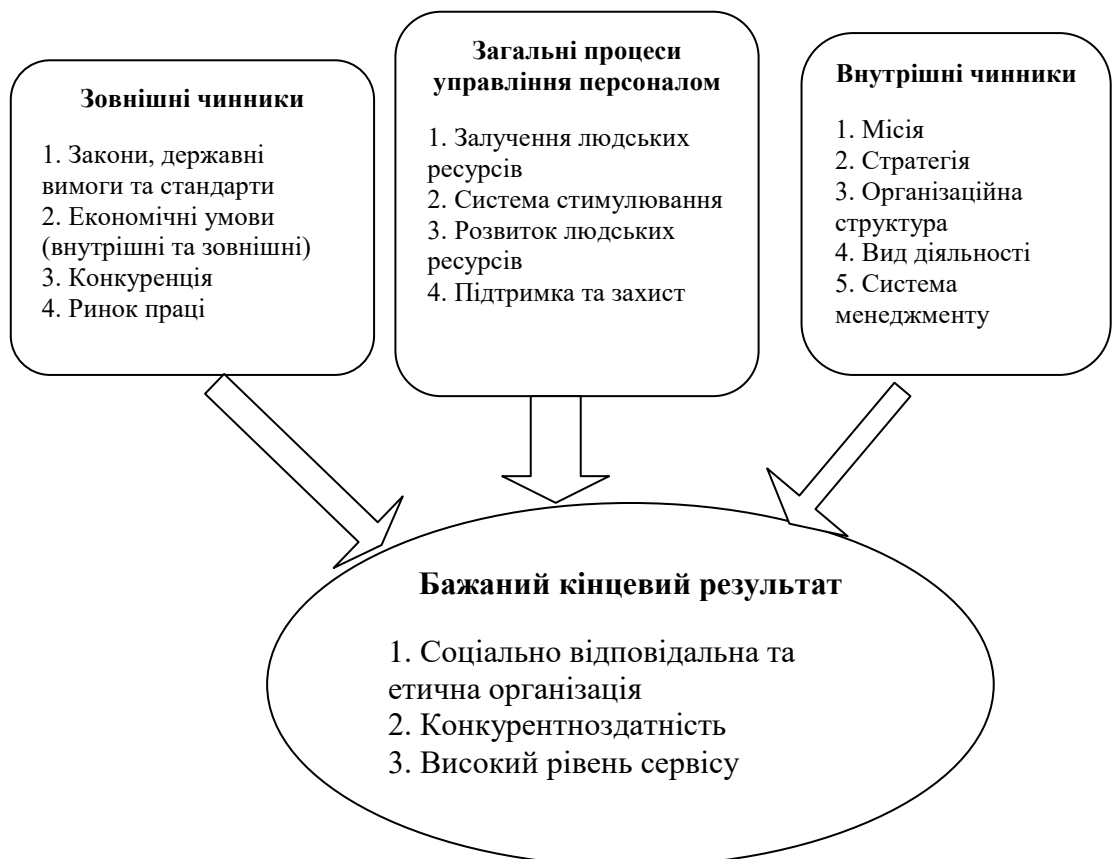 Зовнішні чинники
1. Закони, державні
вимоги та стандарти
2. Економічні умови
(внутрішні та зовнішні)
3. Конкуренція
4. Ринок праці
Загальні процеси
управління персоналом
1. Залучення людських
ресурсів
2. Система стимулювання
3. Розвиток людських
ресурсів
4. Підтримка та захист
Внутрішні чинники
1. Місія
2. Стратегія
3. Організаційна
структура
4. Вид діяльності
5. Система
менеджменту
Бажаний кінцевий результат
1. Соціально відповідальна та
етична організація
2. Конкурентноздатність
3. Високий рівень сервісу